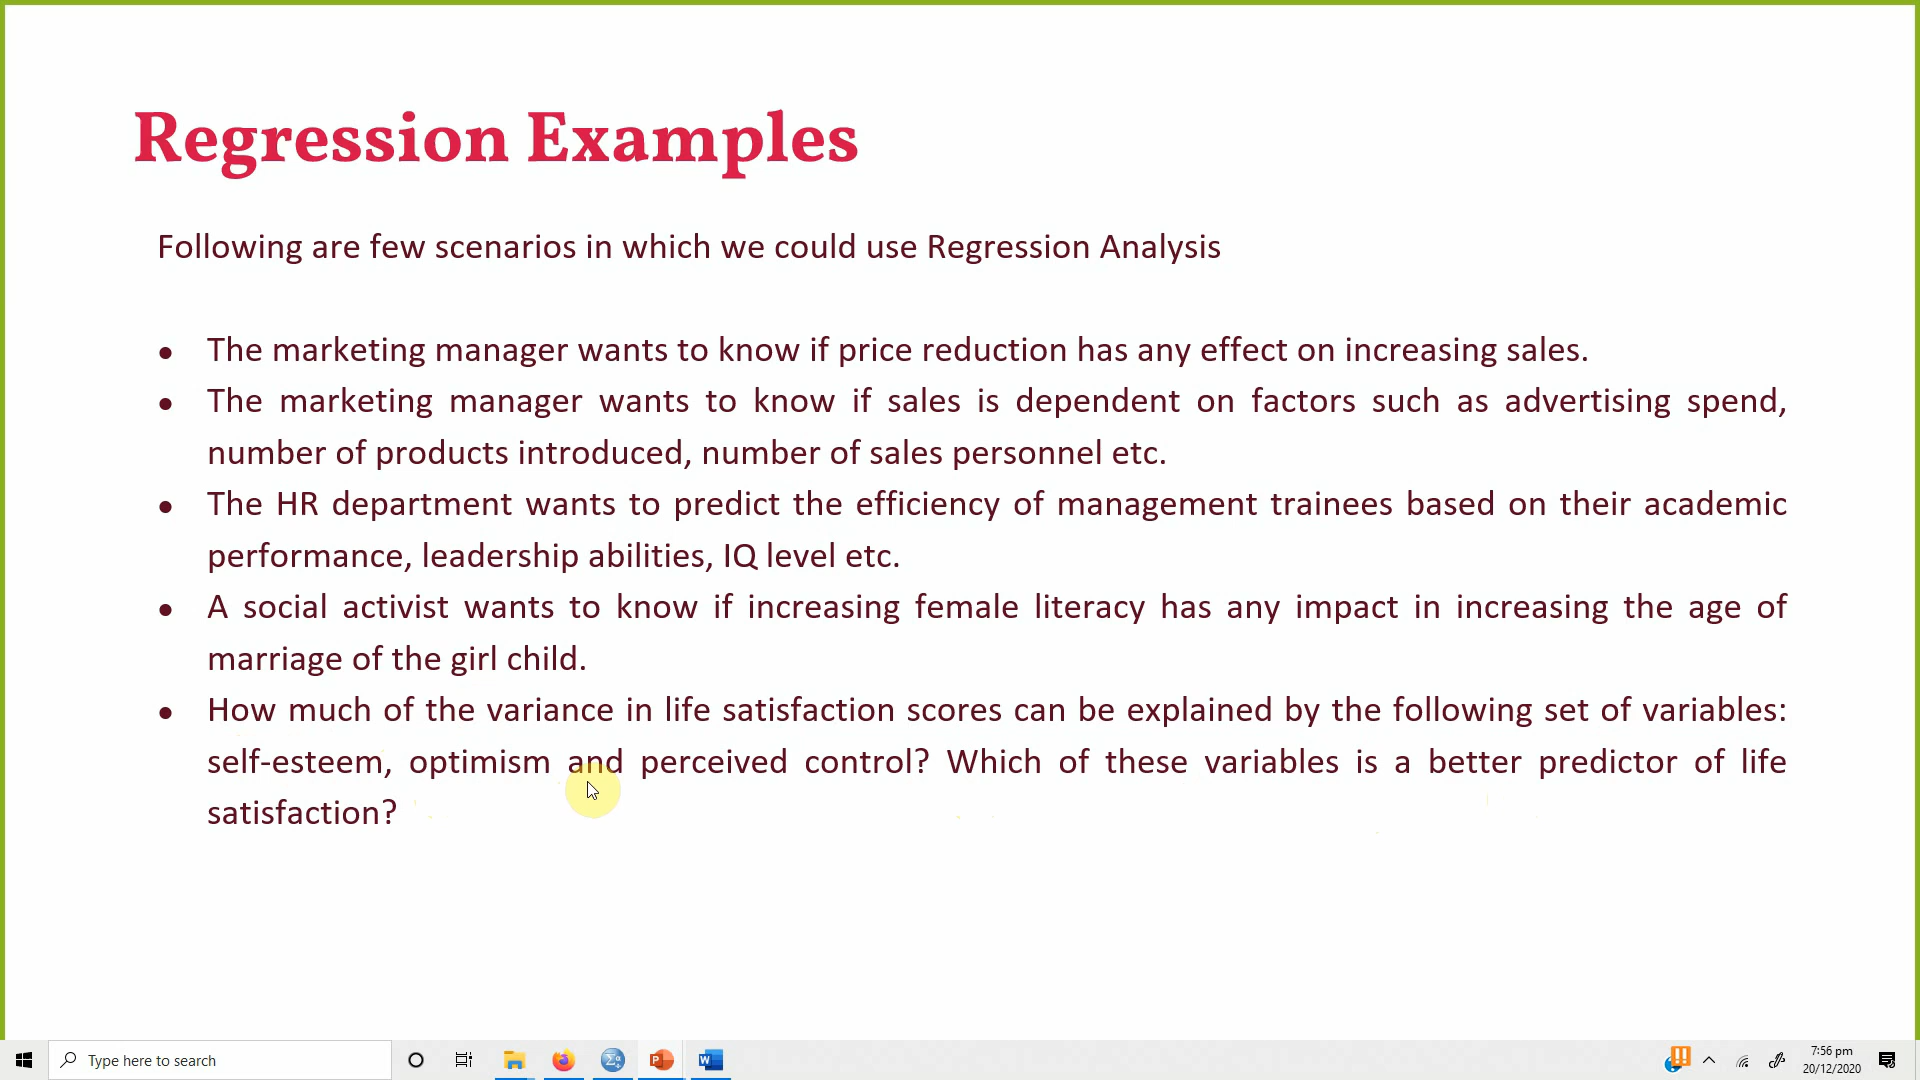 Regression Examples
Following are few scenarios in which we could use Regression Analysis
● The marketing manager wants to know if price reduction has any effect on increasing sales.
● The marketing manager wants to know if sales is dependent on factors such as advertising spend,
number of products introduced, number of sales personnel etc.
● The HR department wants to predict the efficiency of management trainees based on their academic
performance, leadership abilities, IQ level etc.
● A social activist wants to know if increasing female literacy has any impact in increasing the age of
marriage of the girl child.
● How much of the variance in life satisfaction scores can be explained by the following set of variables:
self-esteem, optimism and perceived control? Which of these variables is a better predictor of life
satisfaction?
Type here to search
7:56 pm
20/12/2020